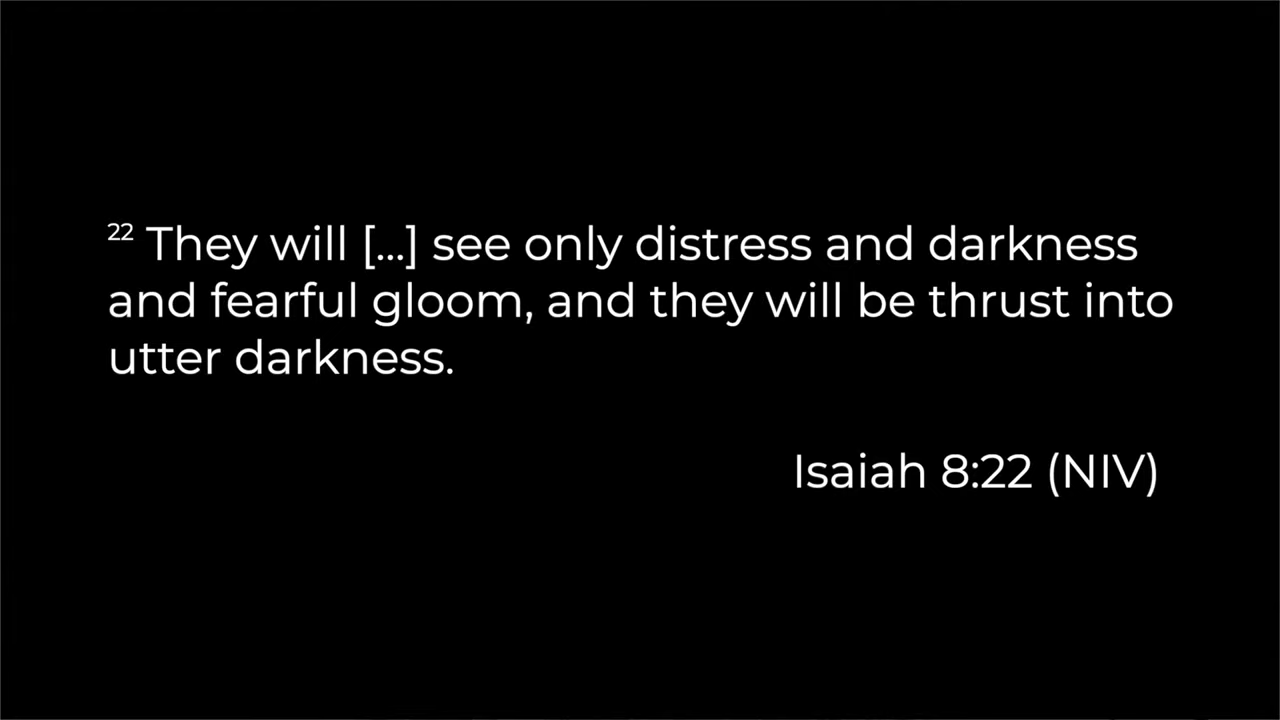 22 They will [...] see only distress and darkness
and fearful gloom, and they will be thrust into
utter darkness.
Isaiah 8:22 (NIV)